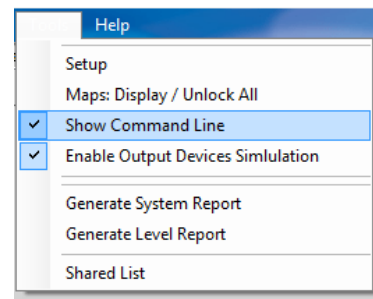 Help
Setup
Maps: Display / Unlock All
Show Command Line
Enable Output Devices Simlulation
Generate System Report
Generate Level Report
Shared List